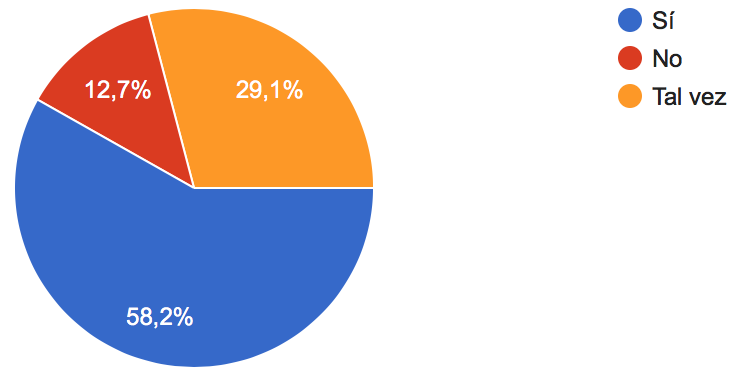 Sí
No
Tal vez
12,7%
29,1%
58,2%